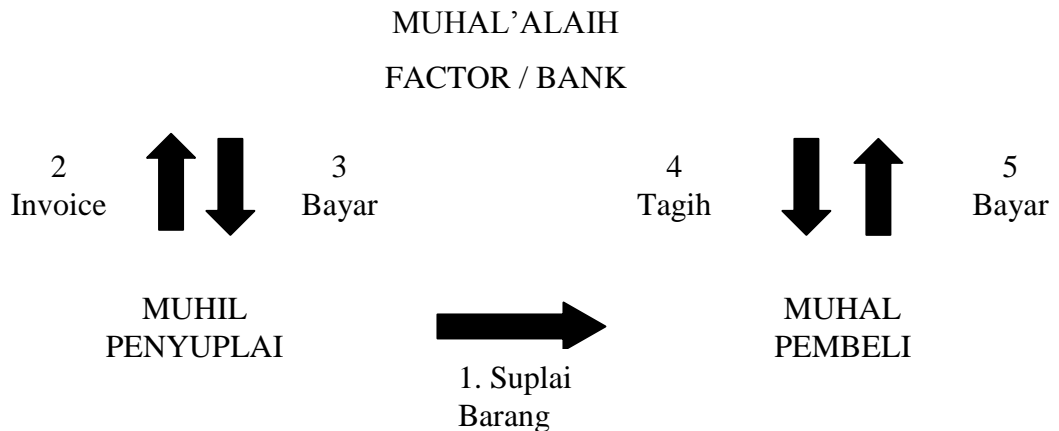 MUHAL’ALAIH
FACTOR / BANK
2
Invoice
3
Bayar
4
Tagih
5
Bayar
MUHIL
PENYUPLAI
MUHAL
PEMBELI
1. Suplai
Barang